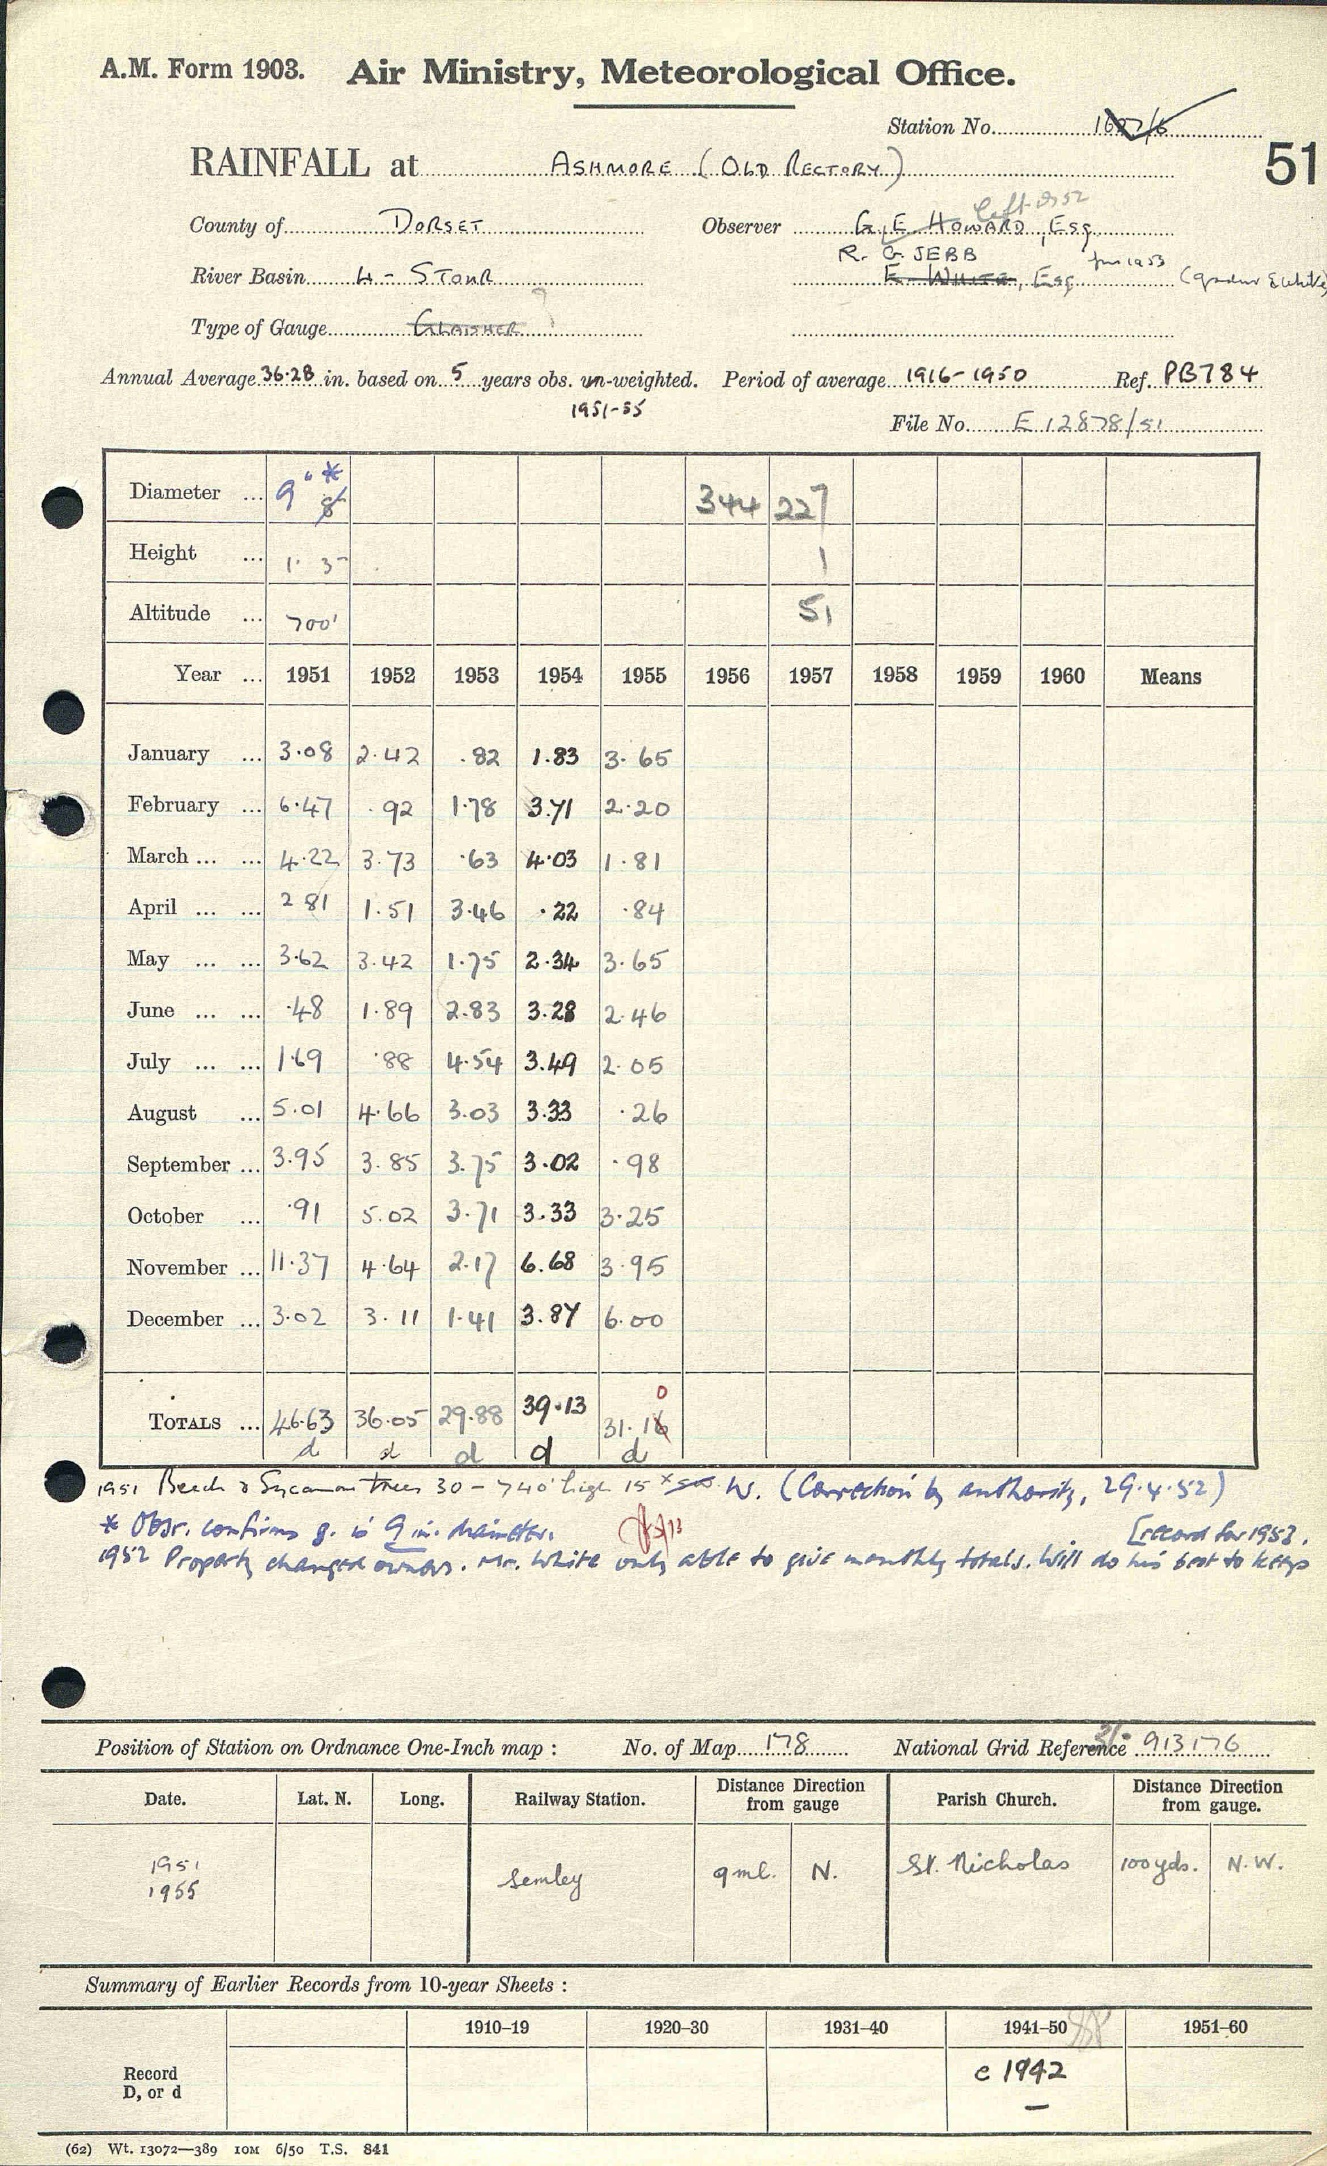 A.M. Form 1903. Air Ministry, Meteorological Office.
Station No.
RAINFALL at ASHMORE (OLD RECTORY) 51
left 1952
County of DORSET Observer G. E. HOWARD, Esq
R. G. JEBB
River Basin 4 - STOUR E. WHITE, Esq Jan 1953
Type of Gauge GLAISHER ?
Annual Average 36.28 in. based on 5 years obs. un-weighted. Period of average 1916-1950 Ref. PB784
1951-55
File No. E 12878/51
Diameter ... 9" * 8 344 227
Height ... 1' 3" 1
Altitude ... 700' 51
Year ... 1951 1952 1953 1954 1955 1956 1957 1958 1959 1960 Means
January ... 3.08 2.42 .82 1.83 3.65
February ... 6.47 .92 1.78 3.71 2.20
March ... ... 4.22 3.73 .63 4.03 1.81
April ... ... 2 81 1.51 3.46 .22 .84
May ... ... 3.62 3.42 1.75 2.34 3.65
June ... ... .48 1.89 2.83 3.28 2.46
July ... ... 1.69 .88 4.54 3.49 2.05
August ... 5.01 4.66 3.03 3.33 .26
September ... 3.95 3.85 3.75 3.02 .98
October ... .91 5.02 3.71 3.33 3.25
November ... 11.37 4.64 2.17 6.68 3.95
December ... 3.02 3.11 1.41 3.87 6.00
0
TOTALS ... 46.63 36.05 29.88 39.13 31.16
d d d d d
1951 Beech & Sycamore trees 30 - 40' high 15 x W. (Correction by authority, 29.4.52)
* Obsr. confirms g. is 9 in. diameter. [record for 1953.
1952 Property changed owners. Mr. White only able to give monthly totals. Will do his best to keep
Position of Station on Ordnance One-Inch map : No. of Map 178 National Grid Reference 31- 913176
Date. Lat. N. Long. Railway Station. Distance from Direction gauge Parish Church. Distance from Direction gauge.
1951
1955
Semley 9 ml. N. St. Nicholas 100 yds. N.W.
Summary of Earlier Records from 10-year Sheets :
1910–19 1920–30 1931–40 1941–50 1951–60
Record
D, or d
c 1942
—
(62) Wt. 13072—389 10M 6/50 T.S. 841